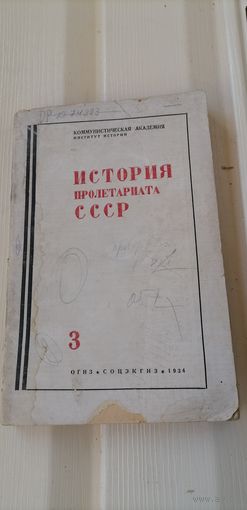 КОММУНИСТИЧЕСКАЯ АКАДЕМИЯ
ИНСТИТУТ ИСТОРИИ
ИСТОРИЯ
ПРОЛЕТАРИАТА
СССР
3
ОГИЗ • СОЦЭКГИЗ • 1934